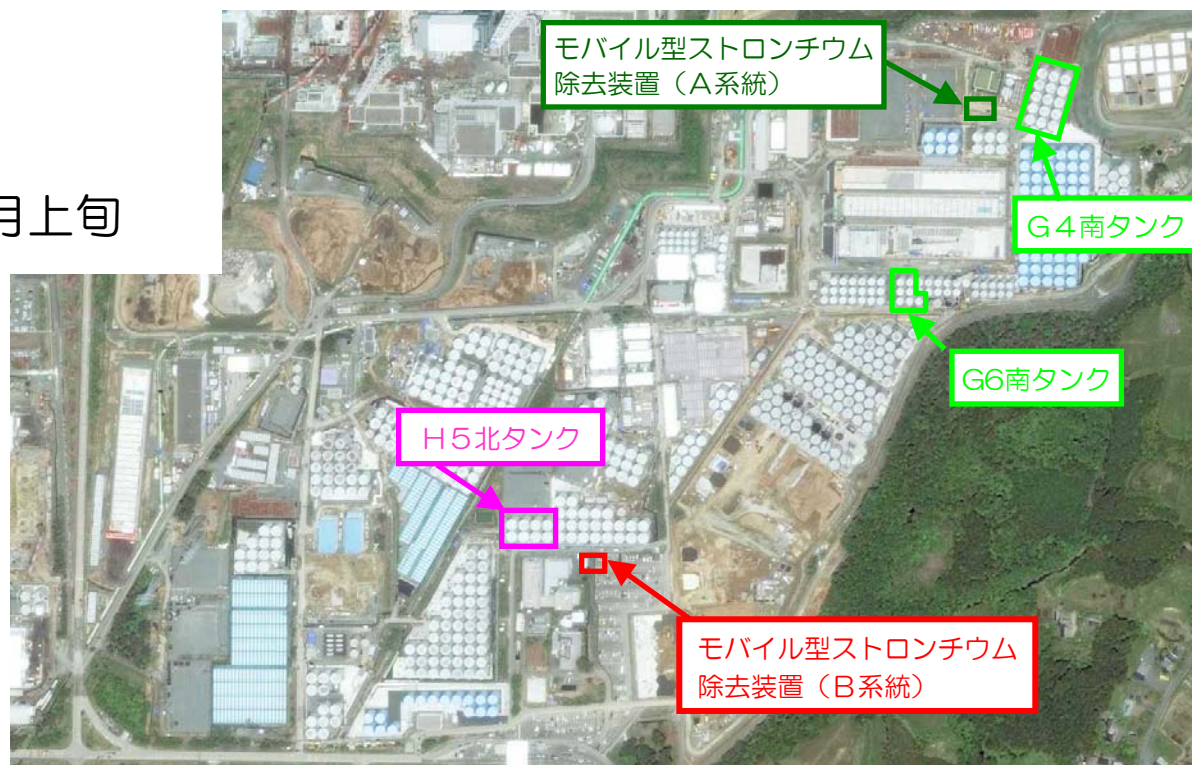 モバイル型ストロンチウム
除去装置（A系統）
月上旬
G4南タンク
G6南タンク
H5北タンク
モバイル型ストロンチウム
除去装置（B系統）